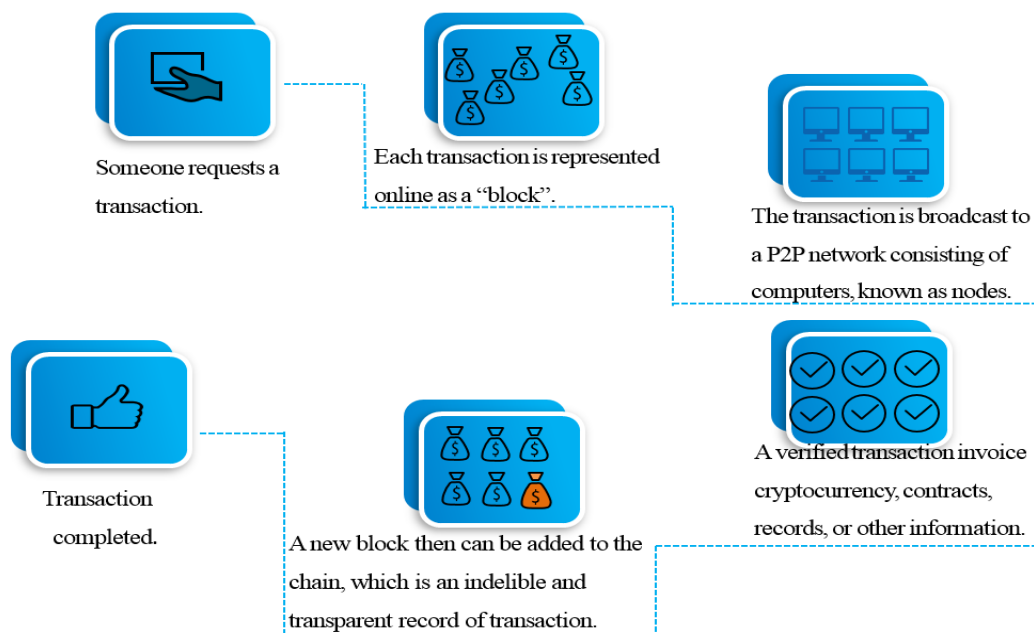 Someone requests a
transaction.
Each transaction is represented
online as a “block”.
The transaction is broadcast to
a P2P network consisting of
computers, known as nodes.
A verified transaction invoice
cryptocurrency, contracts,
records, or other information.
A new block then can be added to the
chain, which is an indelible and
transparent record of transaction.
Transaction
completed.
$ $ $ $ $ $
$ $ $
$ $ $